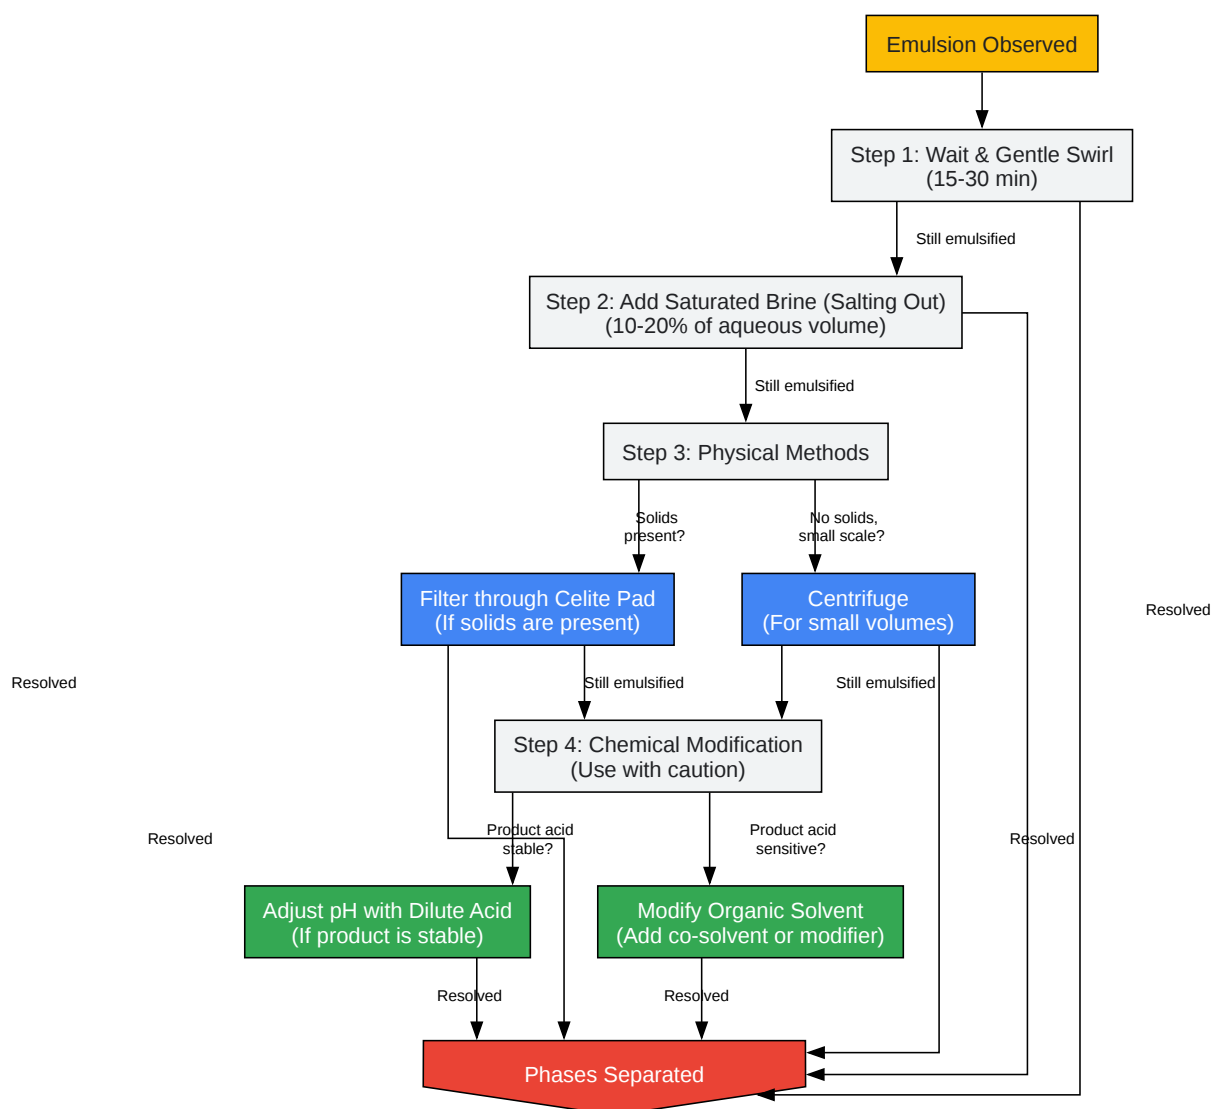 Emulsion Observed
Step 1: Wait & Gentle Swirl
(15-30 min)
Still emulsified
Step 2: Add Saturated Brine (Salting Out)
(10-20% of aqueous volume)
Still emulsified
Step 3: Physical Methods
Solids
present?
No solids,
small scale?
Filter through Celite Pad
(If solids are present)
Centrifuge
(For small volumes)
Resolved
Resolved
Still emulsified
Still emulsified
Step 4: Chemical Modification
(Use with caution)
Resolved
Product acid
stable?
Product acid
sensitive?
Resolved
Adjust pH with Dilute Acid
(If product is stable)
Modify Organic Solvent
(Add co-solvent or modifier)
Resolved
Resolved
Phases Separated